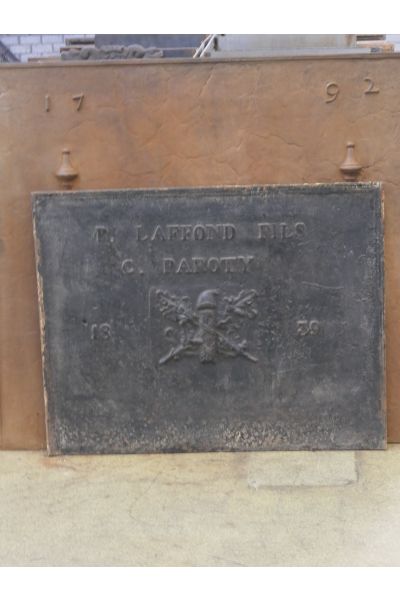 17 92
P. LAFFOND FILS
C. PAROTY
18 39